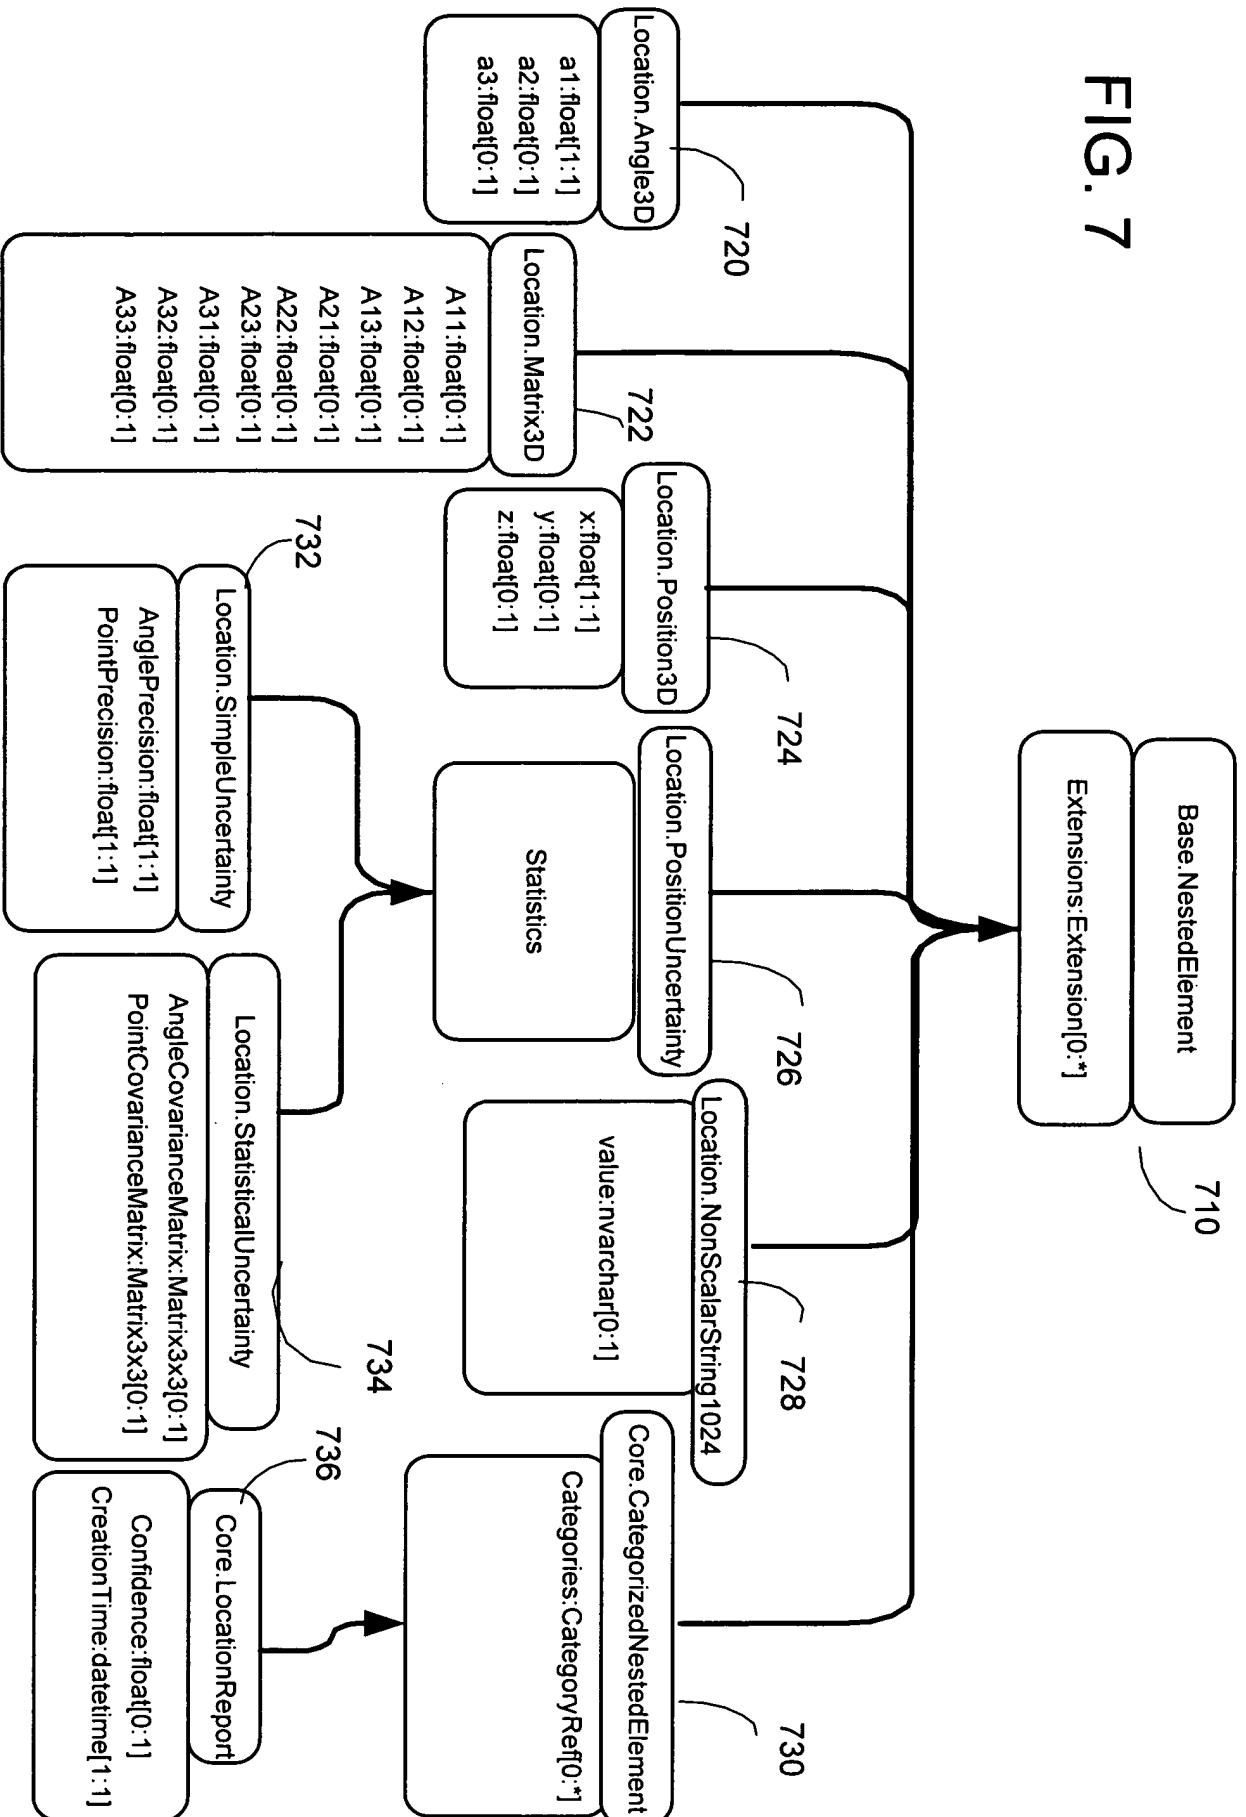 FIG. 7
Base.NestedElement
Extensions:Extension[0:*]
710
Location.Angle3D
a1:float[1:1]
a2:float[0:1]
a3:float[0:1]
720
Location.Matrix3D
A11:float[0:1]
A12:float[0:1]
A13:float[0:1]
A21:float[0:1]
A22:float[0:1]
A23:float[0:1]
A31:float[0:1]
A32:float[0:1]
A33:float[0:1]
722
Location.Position3D
x:float[1:1]
y:float[0:1]
z:float[0:1]
724
Location.PositionUncertainty
Statistics
726
Location.NonScalarString1024
value:nvarchar[0:1]
728
Core.CategorizedNestedElement
Categories:CategoryRef[0:*]
730
732
Location.SimpleUncertainty
AnglePrecision:float[1:1]
PointPrecision:float[1:1]
Location.StatisticalUncertainty
AngleCovarianceMatrix:Matrix3x3[0:1]
PointCovarianceMatrix:Matrix3x3[0:1]
734
736
Core.LocationReport
Confidence:float[0:1]
CreationTime:datetime[1:1]